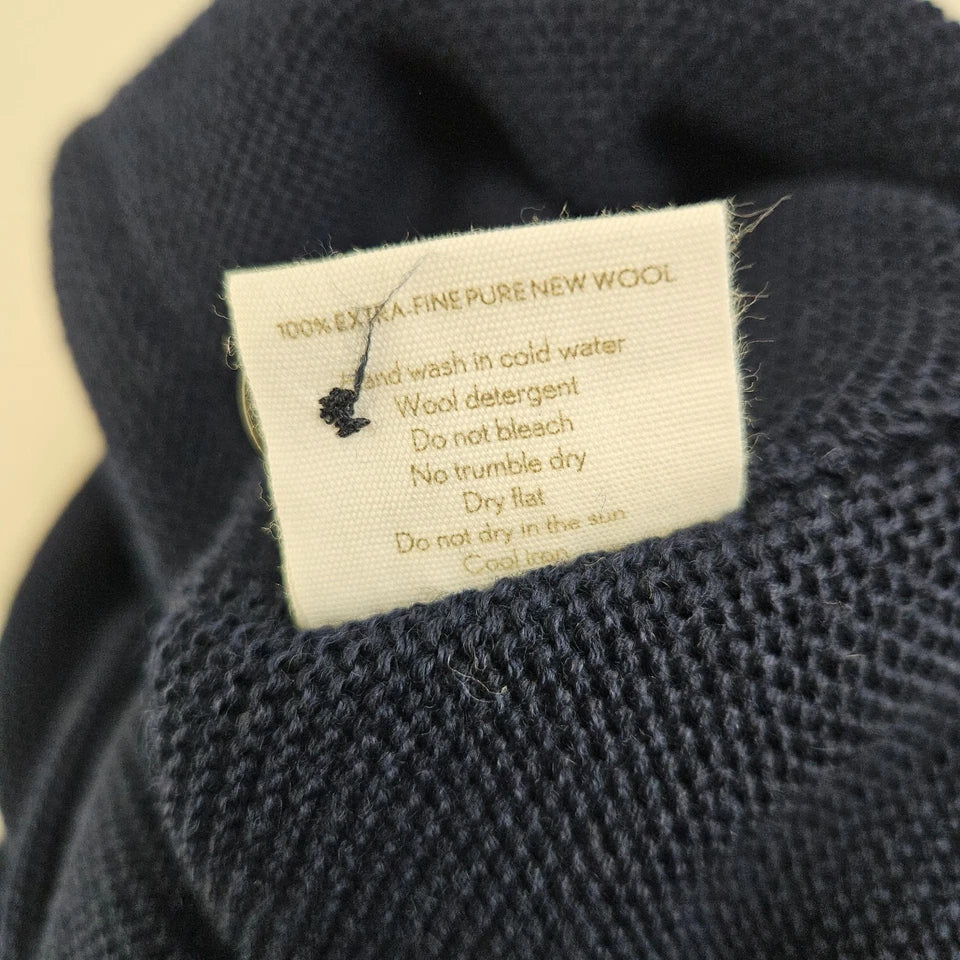 100% EXTRA-FINE PURE NEW WOOL
Hand wash in cold water
Wool detergent
Do not bleach
No trumble dry
Dry flat
Do not dry in the sun
Cool iron